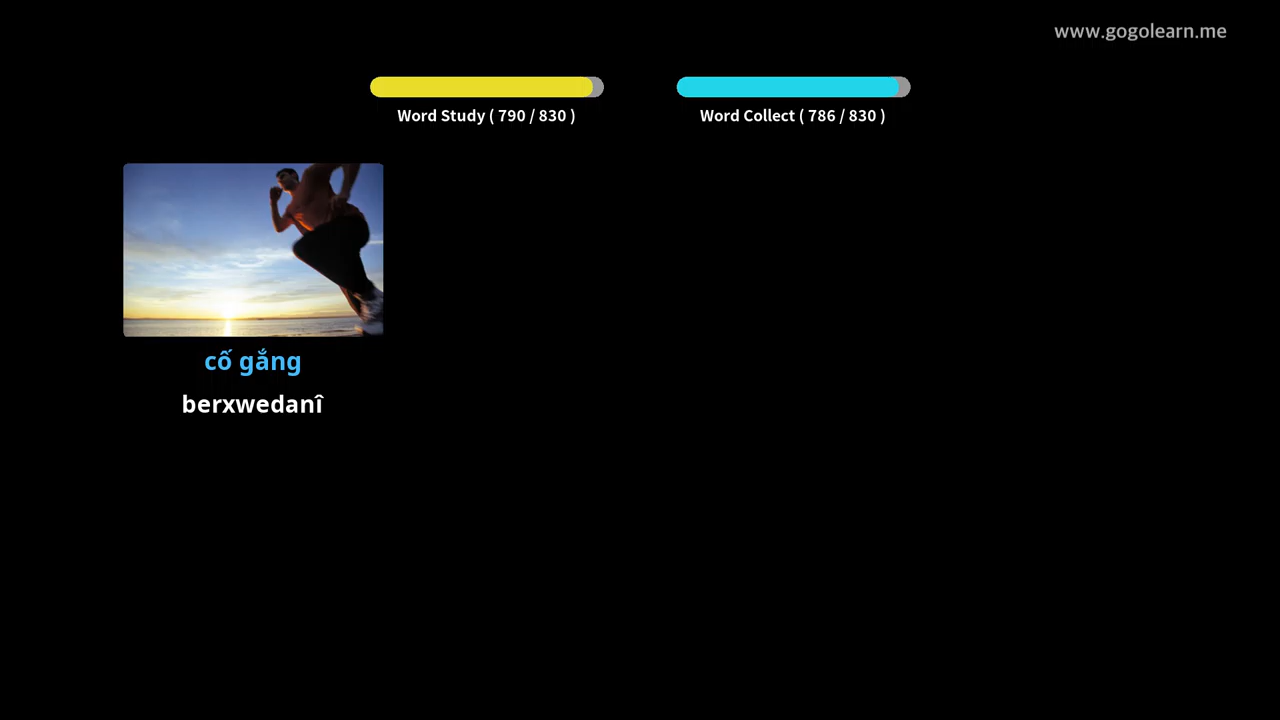 www.gogolearn.me
Word Study ( 790 / 830 )
Word Collect ( 786 / 830 )
cố gắng
berxwedanî